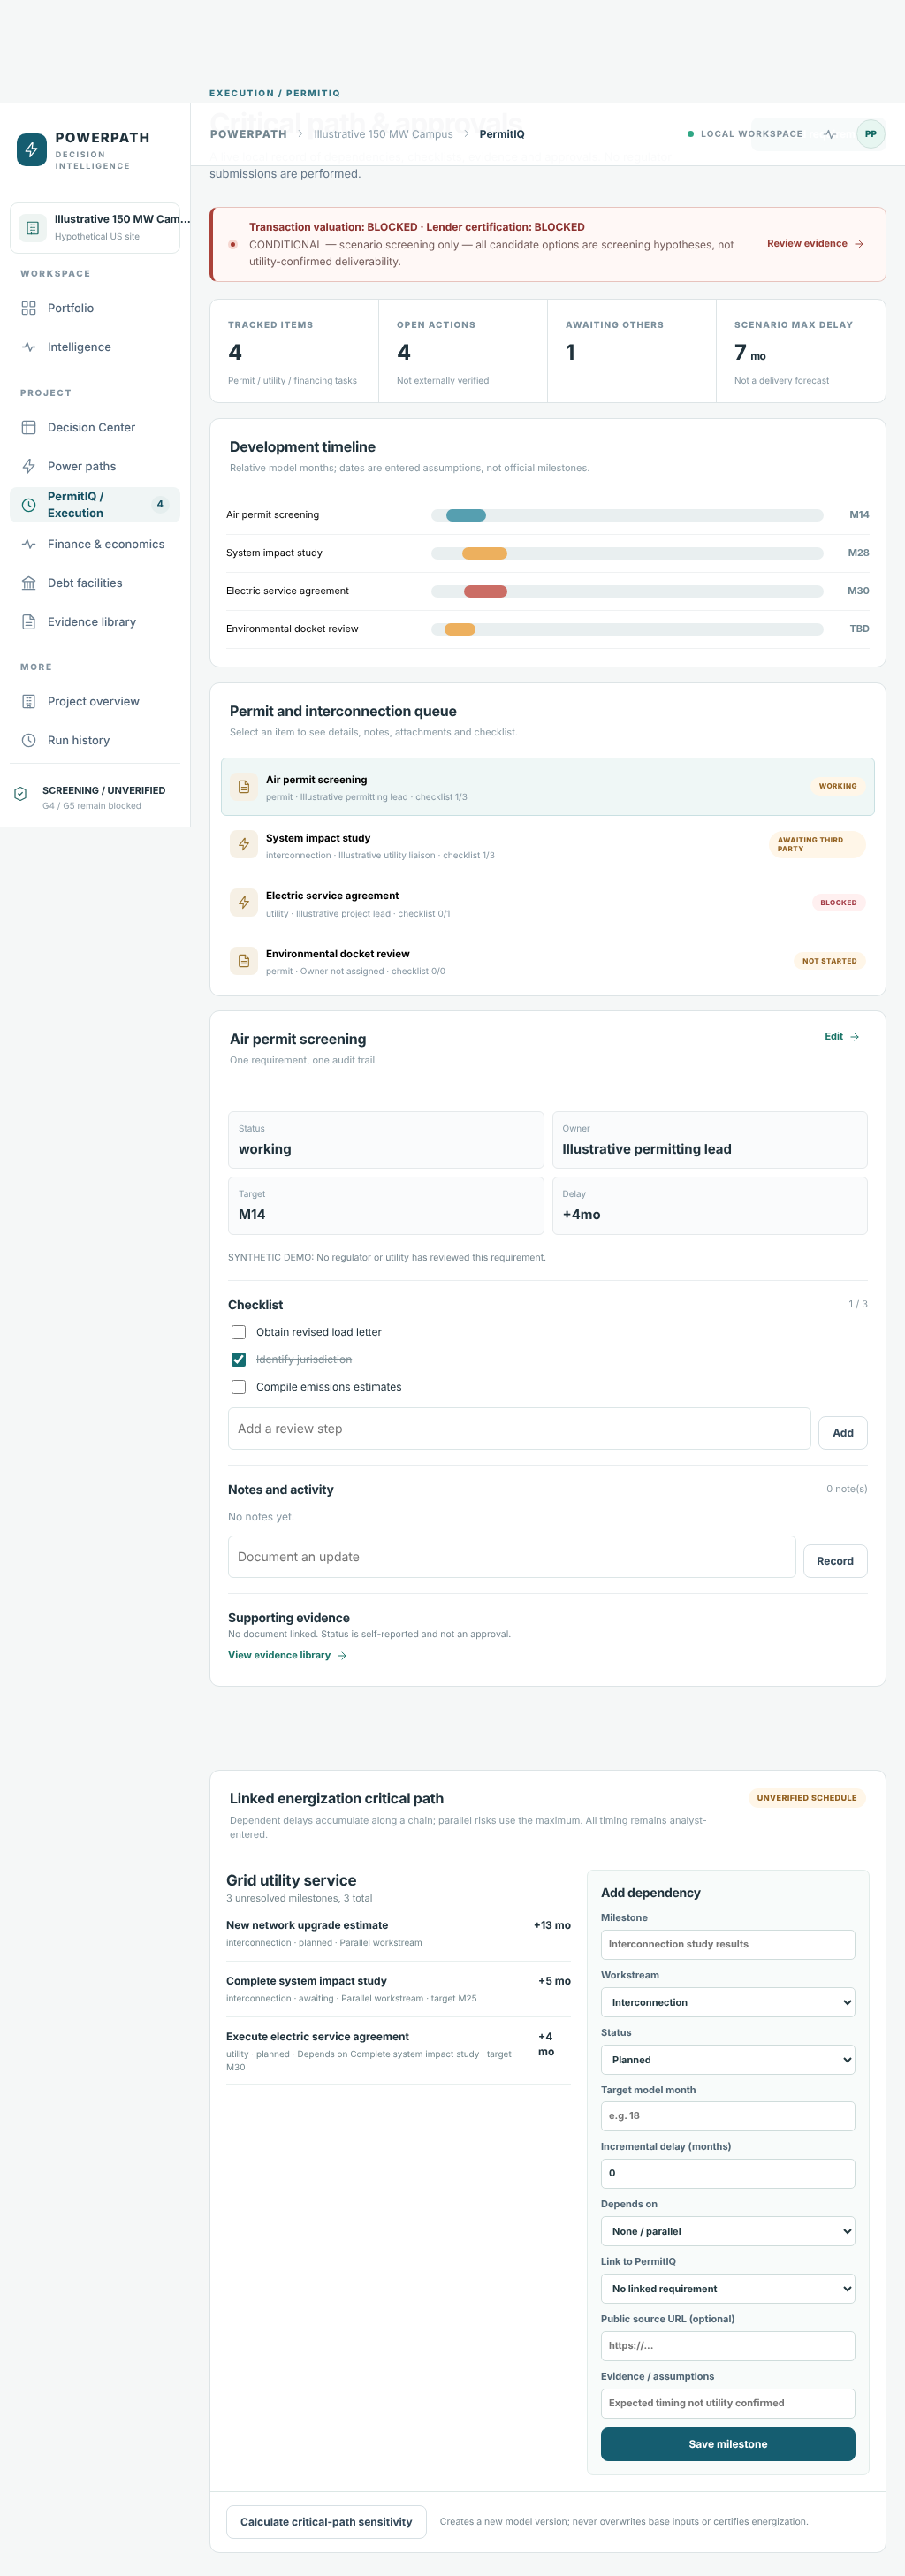 EXECUTION / PERMITIQ
Critical path & approvals
submissions are performed.
POWERPATH
DECISION
INTELLIGENCE
POWERPATH > Illustrative 150 MW Campus > PermitIQ
LOCAL WORKSPACE
PP
Illustrative 150 MW Cam...
Hypothetical US site
WORKSPACE
Portfolio
Intelligence
PROJECT
Decision Center
Power paths
PermitIQ /
Execution
4
Finance & economics
Debt facilities
Evidence library
MORE
Project overview
Run history
SCREENING / UNVERIFIED
G4 / G5 remain blocked
Transaction valuation: BLOCKED · Lender certification: BLOCKED
CONDITIONAL — scenario screening only — all candidate options are screening hypotheses, not
utility-confirmed deliverability.
Review evidence
TRACKED ITEMS
4
Permit / utility / financing tasks
OPEN ACTIONS
4
Not externally verified
AWAITING OTHERS
1
SCENARIO MAX DELAY
7 mo
Not a delivery forecast
Development timeline
Relative model months; dates are entered assumptions, not official milestones.
Air permit screening M14
System impact study M28
Electric service agreement M30
Environmental docket review TBD
Permit and interconnection queue
Select an item to see details, notes, attachments and checklist.
Air permit screening
permit · Illustrative permitting lead · checklist 1/3
WORKING
System impact study
interconnection · Illustrative utility liaison · checklist 1/3
AWAITING THIRD
PARTY
Electric service agreement
utility · Illustrative project lead · checklist 0/1
BLOCKED
Environmental docket review
permit · Owner not assigned · checklist 0/0
NOT STARTED
Air permit screening
Edit
One requirement, one audit trail
Status
working
Owner
Illustrative permitting lead
Target
M14
Delay
+4mo
SYNTHETIC DEMO: No regulator or utility has reviewed this requirement.
Checklist 1 / 3
Obtain revised load letter
Identify jurisdiction
Compile emissions estimates
Add a review step
Add
Notes and activity 0 note(s)
No notes yet.
Document an update
Record
Supporting evidence
No document linked. Status is self-reported and not an approval.
View evidence library
Linked energization critical path
UNVERIFIED SCHEDULE
Dependent delays accumulate along a chain; parallel risks use the maximum. All timing remains analyst-
entered.
Grid utility service
3 unresolved milestones, 3 total
New network upgrade estimate +13 mo
interconnection · planned · Parallel workstream
Complete system impact study +5 mo
interconnection · awaiting · Parallel workstream · target M25
Execute electric service agreement +4
mo
utility · planned · Depends on Complete system impact study · target
M30
Add dependency
Milestone
Interconnection study results
Workstream
Interconnection
Status
Planned
Target model month
e.g. 18
Incremental delay (months)
0
Depends on
None / parallel
Link to PermitIQ
No linked requirement
Public source URL (optional)
https://...
Evidence / assumptions
Expected timing not utility confirmed
Save milestone
Calculate critical-path sensitivity
Creates a new model version; never overwrites base inputs or certifies energization.